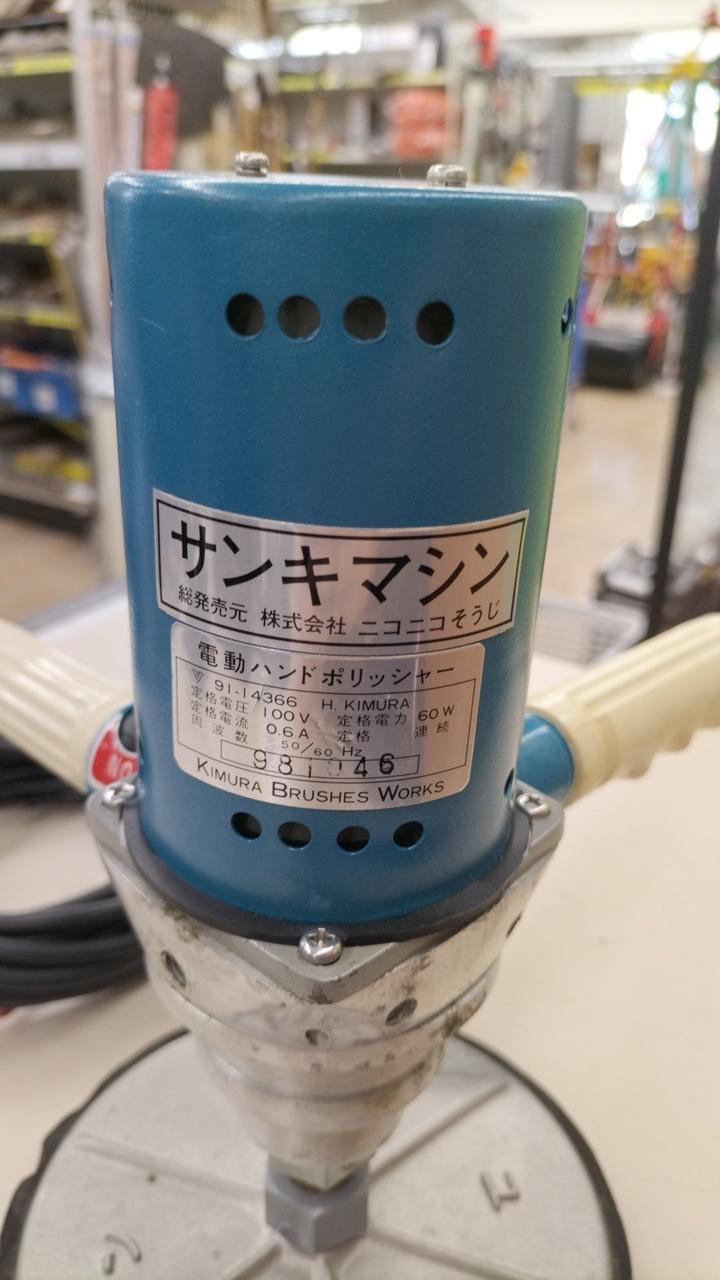 サンキマシン
総発売元 株式会社 ニコニコそうじ
電動ハンドポリッシャー
▽ 91-14366 H. KIMURA
定格電圧 100V 定格電力 60W
定格電流 0.6A 定格 連続
周波数 50/60 Hz
KIMURA BRUSHES WORKS